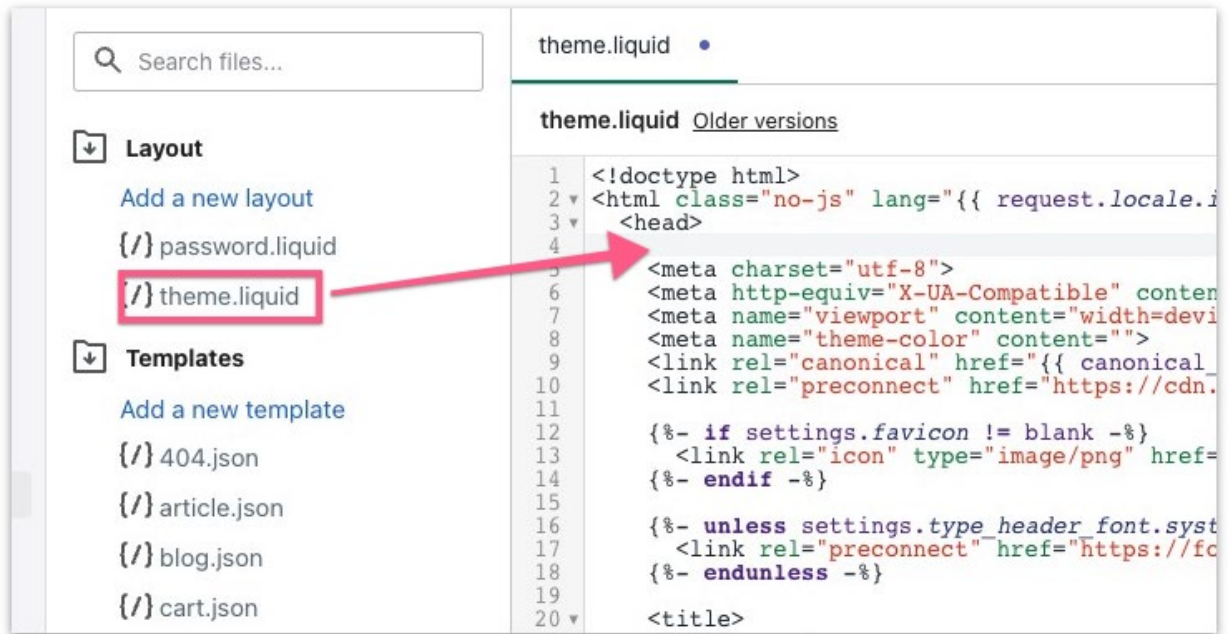 Search files...
Layout
Add a new layout
{/} password.liquid
{/} theme.liquid
Templates
Add a new template
{/} 404.json
{/} article.json
{/} blog.json
{/} cart.json
theme.liquid
theme.liquid Older versions
1 <!doctype html>
2 <html class="no-js" lang="{{ request.locale.i
3 <head>
4
5 <meta charset="utf-8">
6 <meta http-equiv="X-UA-Compatible" conten
7 <meta name="viewport" content="width=devi
8 <meta name="theme-color" content="">
9 <link rel="canonical" href="{{ canonical_
10 <link rel="preconnect" href="https://cdn.
11
12 {%- if settings.favicon != blank -%}
13 <link rel="icon" type="image/png" href=
14 {%- endif -%}
15
16 {%- unless settings.type_header_font.syst
17 <link rel="preconnect" href="https://fo
18 {%- endunless -%}
19
20 <title>